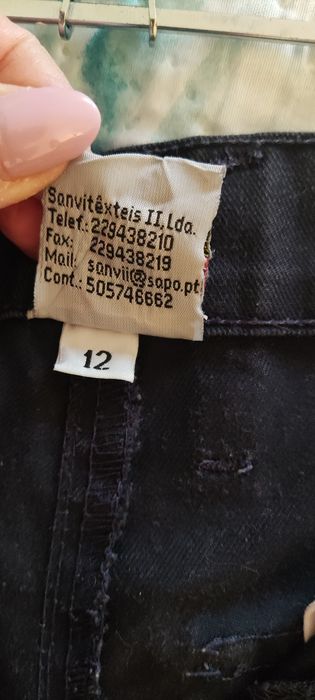 Sanvitêxteis II,Lda.
Telef.: 229438210
Fax: 229438219
Mail: sanvii@sapo.pt
Cont.: 505746662
12